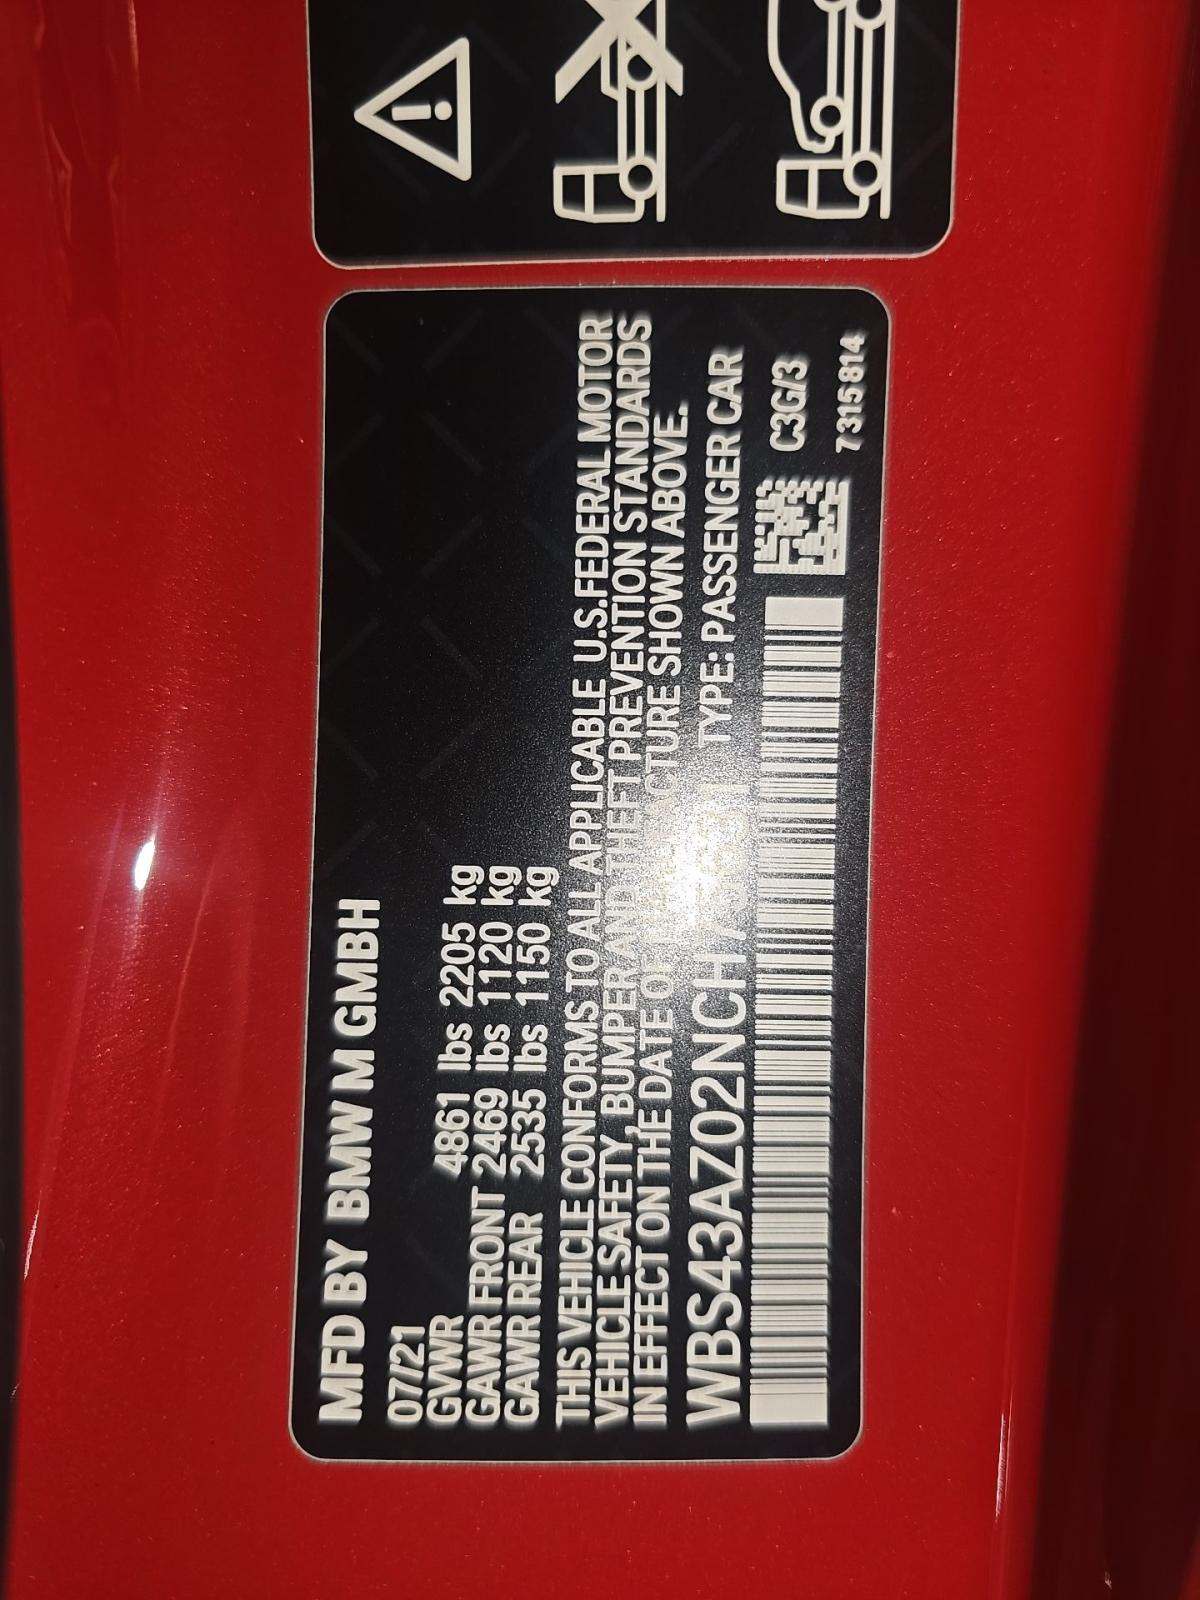 MFD BY BMW M GMBH
07/21
GVWR 4861 lbs 2205 kg
GAWR FRONT 2469 lbs 1120 kg
GAWR REAR 2535 lbs 1150 kg
THIS VEHICLE CONFORMS TO ALL APPLICABLE U.S.FEDERAL MOTOR
VEHICLE SAFETY, BUMPER AND THEFT PREVENTION STANDARDS
IN EFFECT ON THE DATE OF MANUFACTURE SHOWN ABOVE.
TYPE: PASSENGER CAR
C3G/3
7315814